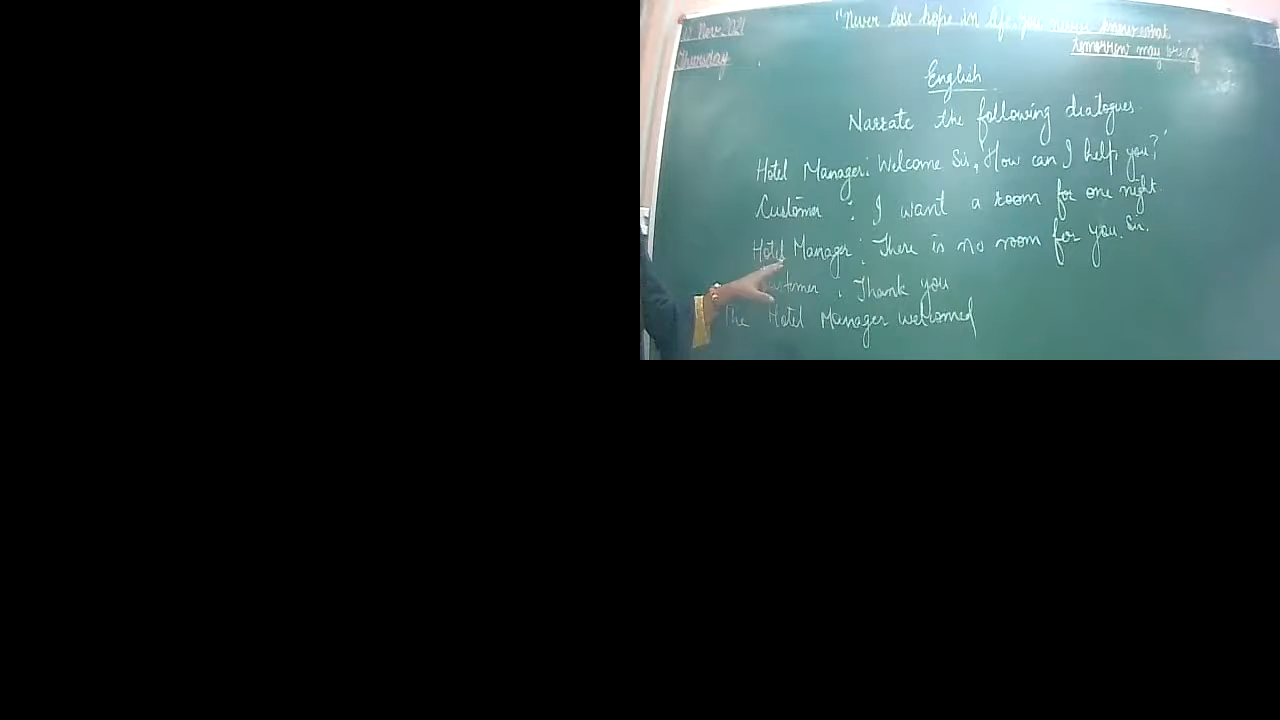 "Never lose hope in life you never know what
tomorrow may bring"
Nov. 2021
Thursday
English
Narrate the following dialogues.
Hotel Manager: Welcome Sir, "How can I help you?"
Customer : I want a room for one night.
Hotel Manager : There is no room for you. Sir.
Customer : Thank you
The Hotel Manager welcomed